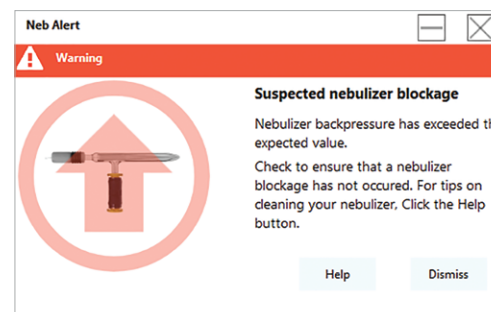 Neb Alert
Warning
Suspected nebulizer blockage
Nebulizer backpressure has exceeded th
expected value.
Check to ensure that a nebulizer
blockage has not occured. For tips on
cleaning your nebulizer, Click the Help
button.
Help Dismiss